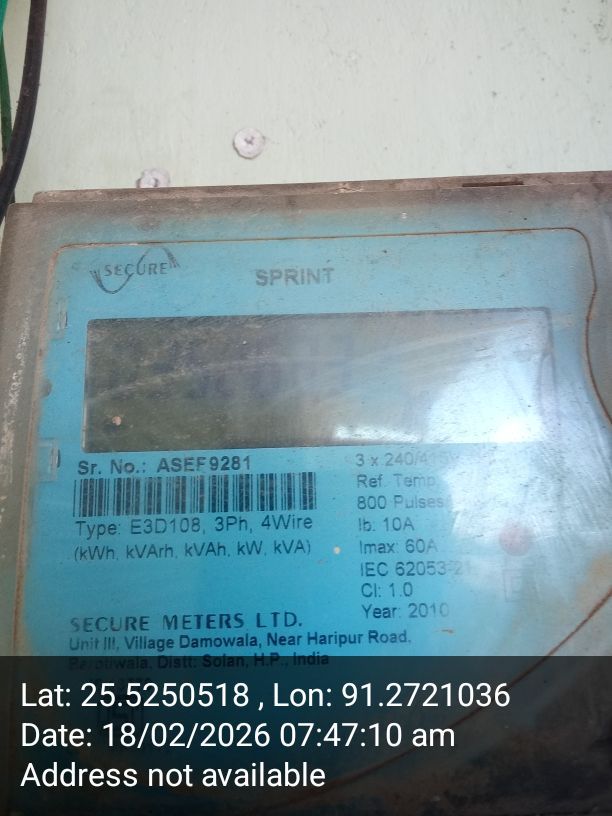 SECURE
SPRINT
Sr. No.: ASEF9281
Type: E3D108, 3Ph, 4Wire
(kWh, kVArh, kVAh, kW, kVA)
3 x 240/415V
Ref. Temp
800 Pulses
Ib: 10A
Imax: 60A
IEC 62053-21
Cl: 1.0
Year: 2010
SECURE METERS LTD.
Unit III, Village Damowala, Near Haripur Road,
Barotiwala, Distt: Solan, H.P., India
Lat: 25.5250518 , Lon: 91.2721036
Date: 18/02/2026 07:47:10 am
Address not available